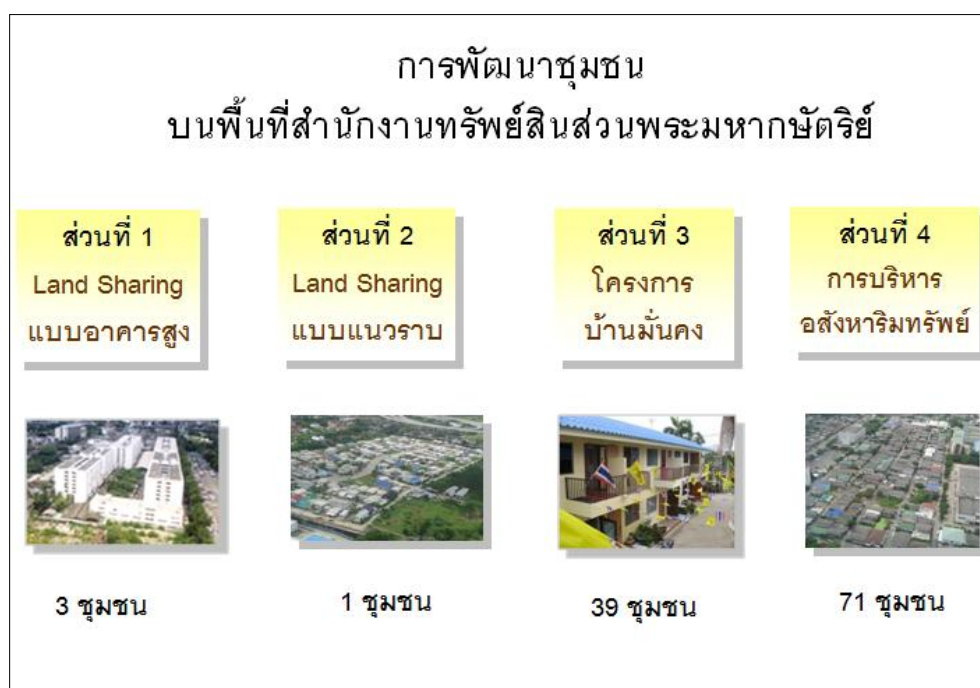 การพัฒนาชุมชน
บนพื้นที่สำนักงานทรัพย์สินส่วนพระมหากษัตริย์
ส่วนที่ 1
Land Sharing
แบบอาคารสูง
ส่วนที่ 2
Land Sharing
แบบแนวราบ
ส่วนที่ 3
โครงการ
บ้านมั่นคง
ส่วนที่ 4
การบริหาร
อสังหาริมทรัพย์
3 ชุมชน
1 ชุมชน
39 ชุมชน
71 ชุมชน